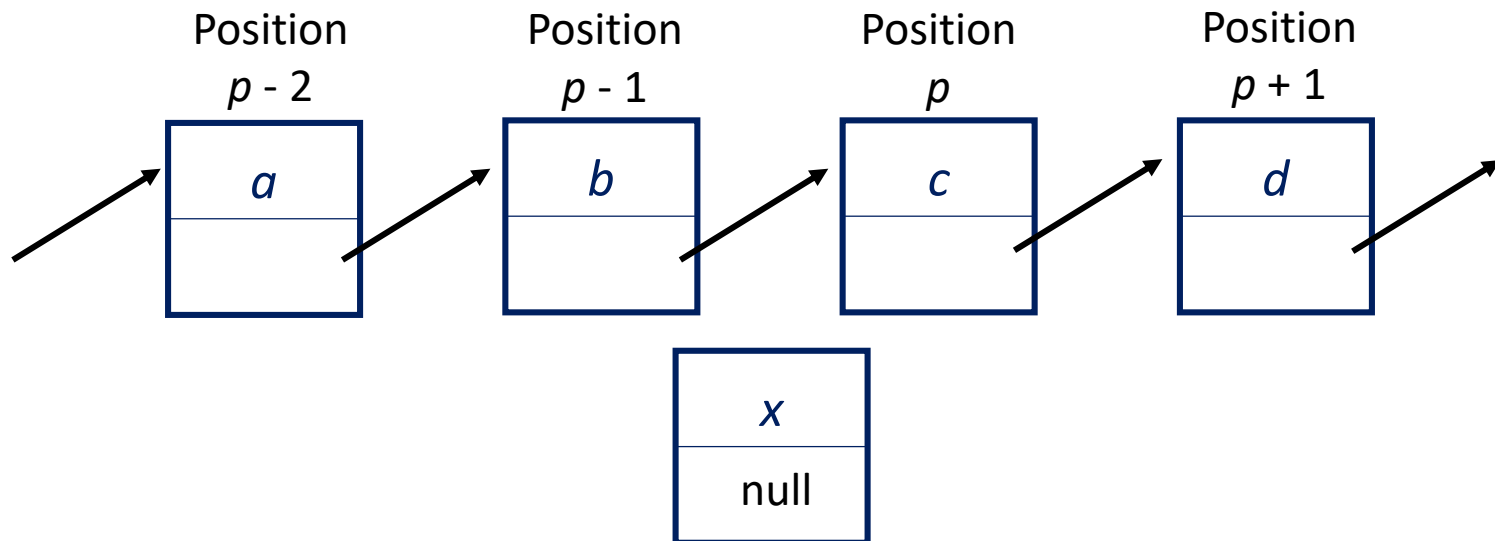 Position
p - 2
Position
p - 1
Position
p
Position
p + 1
a
b
c
d
x
null